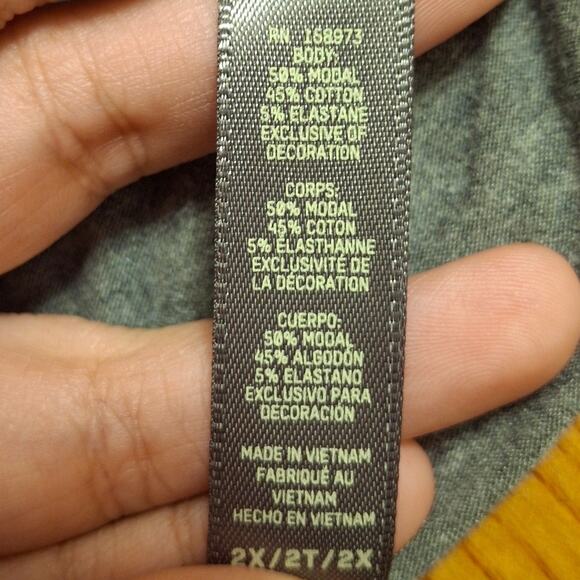 RN 168973
BODY:
50% MODAL
45% COTTON
5% ELASTANE
EXCLUSIVE OF
DECORATION
CORPS:
50% MODAL
45% COTON
5% ELASTHANNE
EXCLUSIVITÉ DE
LA DÉCORATION
CUERPO:
50% MODAL
45% ALGODÓN
5% ELASTANO
EXCLUSIVO PARA
DECORACIÓN
MADE IN VIETNAM
FABRIQUÉ AU
VIETNAM
HECHO EN VIETNAM
2X/2T/2X